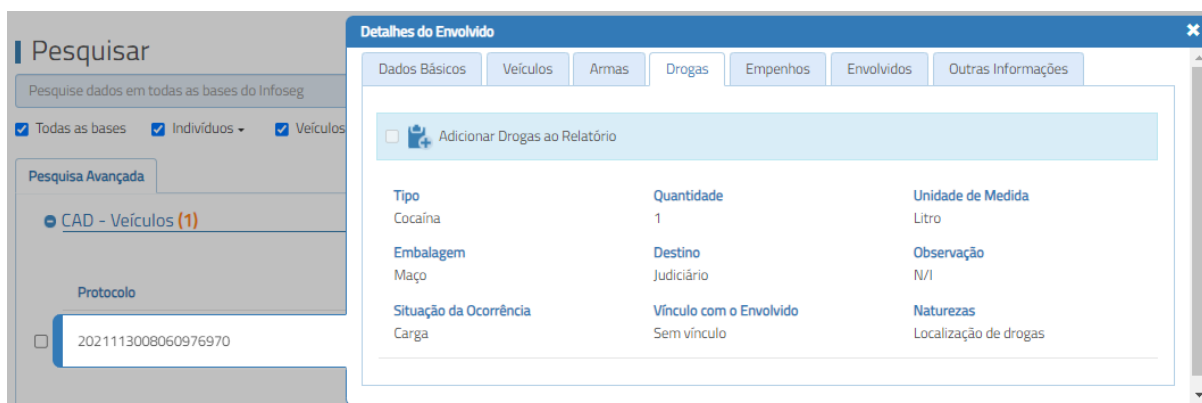 Pesquisar
Pesquise dados em todas as bases do Infoseg
Todas as bases Indivíduos Veículos
Pesquisa Avançada
CAD - Veículos (1)
Protocolo
2021113008060976970
Detalhes do Envolvido
Dados Básicos Veículos Armas Drogas Empenhos Envolvidos Outras Informações
Adicionar Drogas ao Relatório
Tipo Quantidade Unidade de Medida
Cocaína 1 Litro
Embalagem Destino Observação
Maço Judiciário N/I
Situação da Ocorrência Vínculo com o Envolvido Naturezas
Carga Sem vínculo Localização de drogas